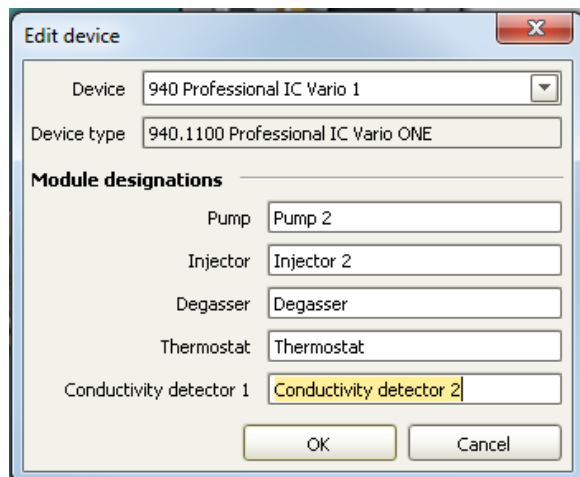 Edit device
Device 940 Professional IC Vario 1
Device type 940.1100 Professional IC Vario ONE
Module designations
Pump Pump 2
Injector Injector 2
Degasser Degasser
Thermostat Thermostat
Conductivity detector 1 Conductivity detector 2
OK Cancel